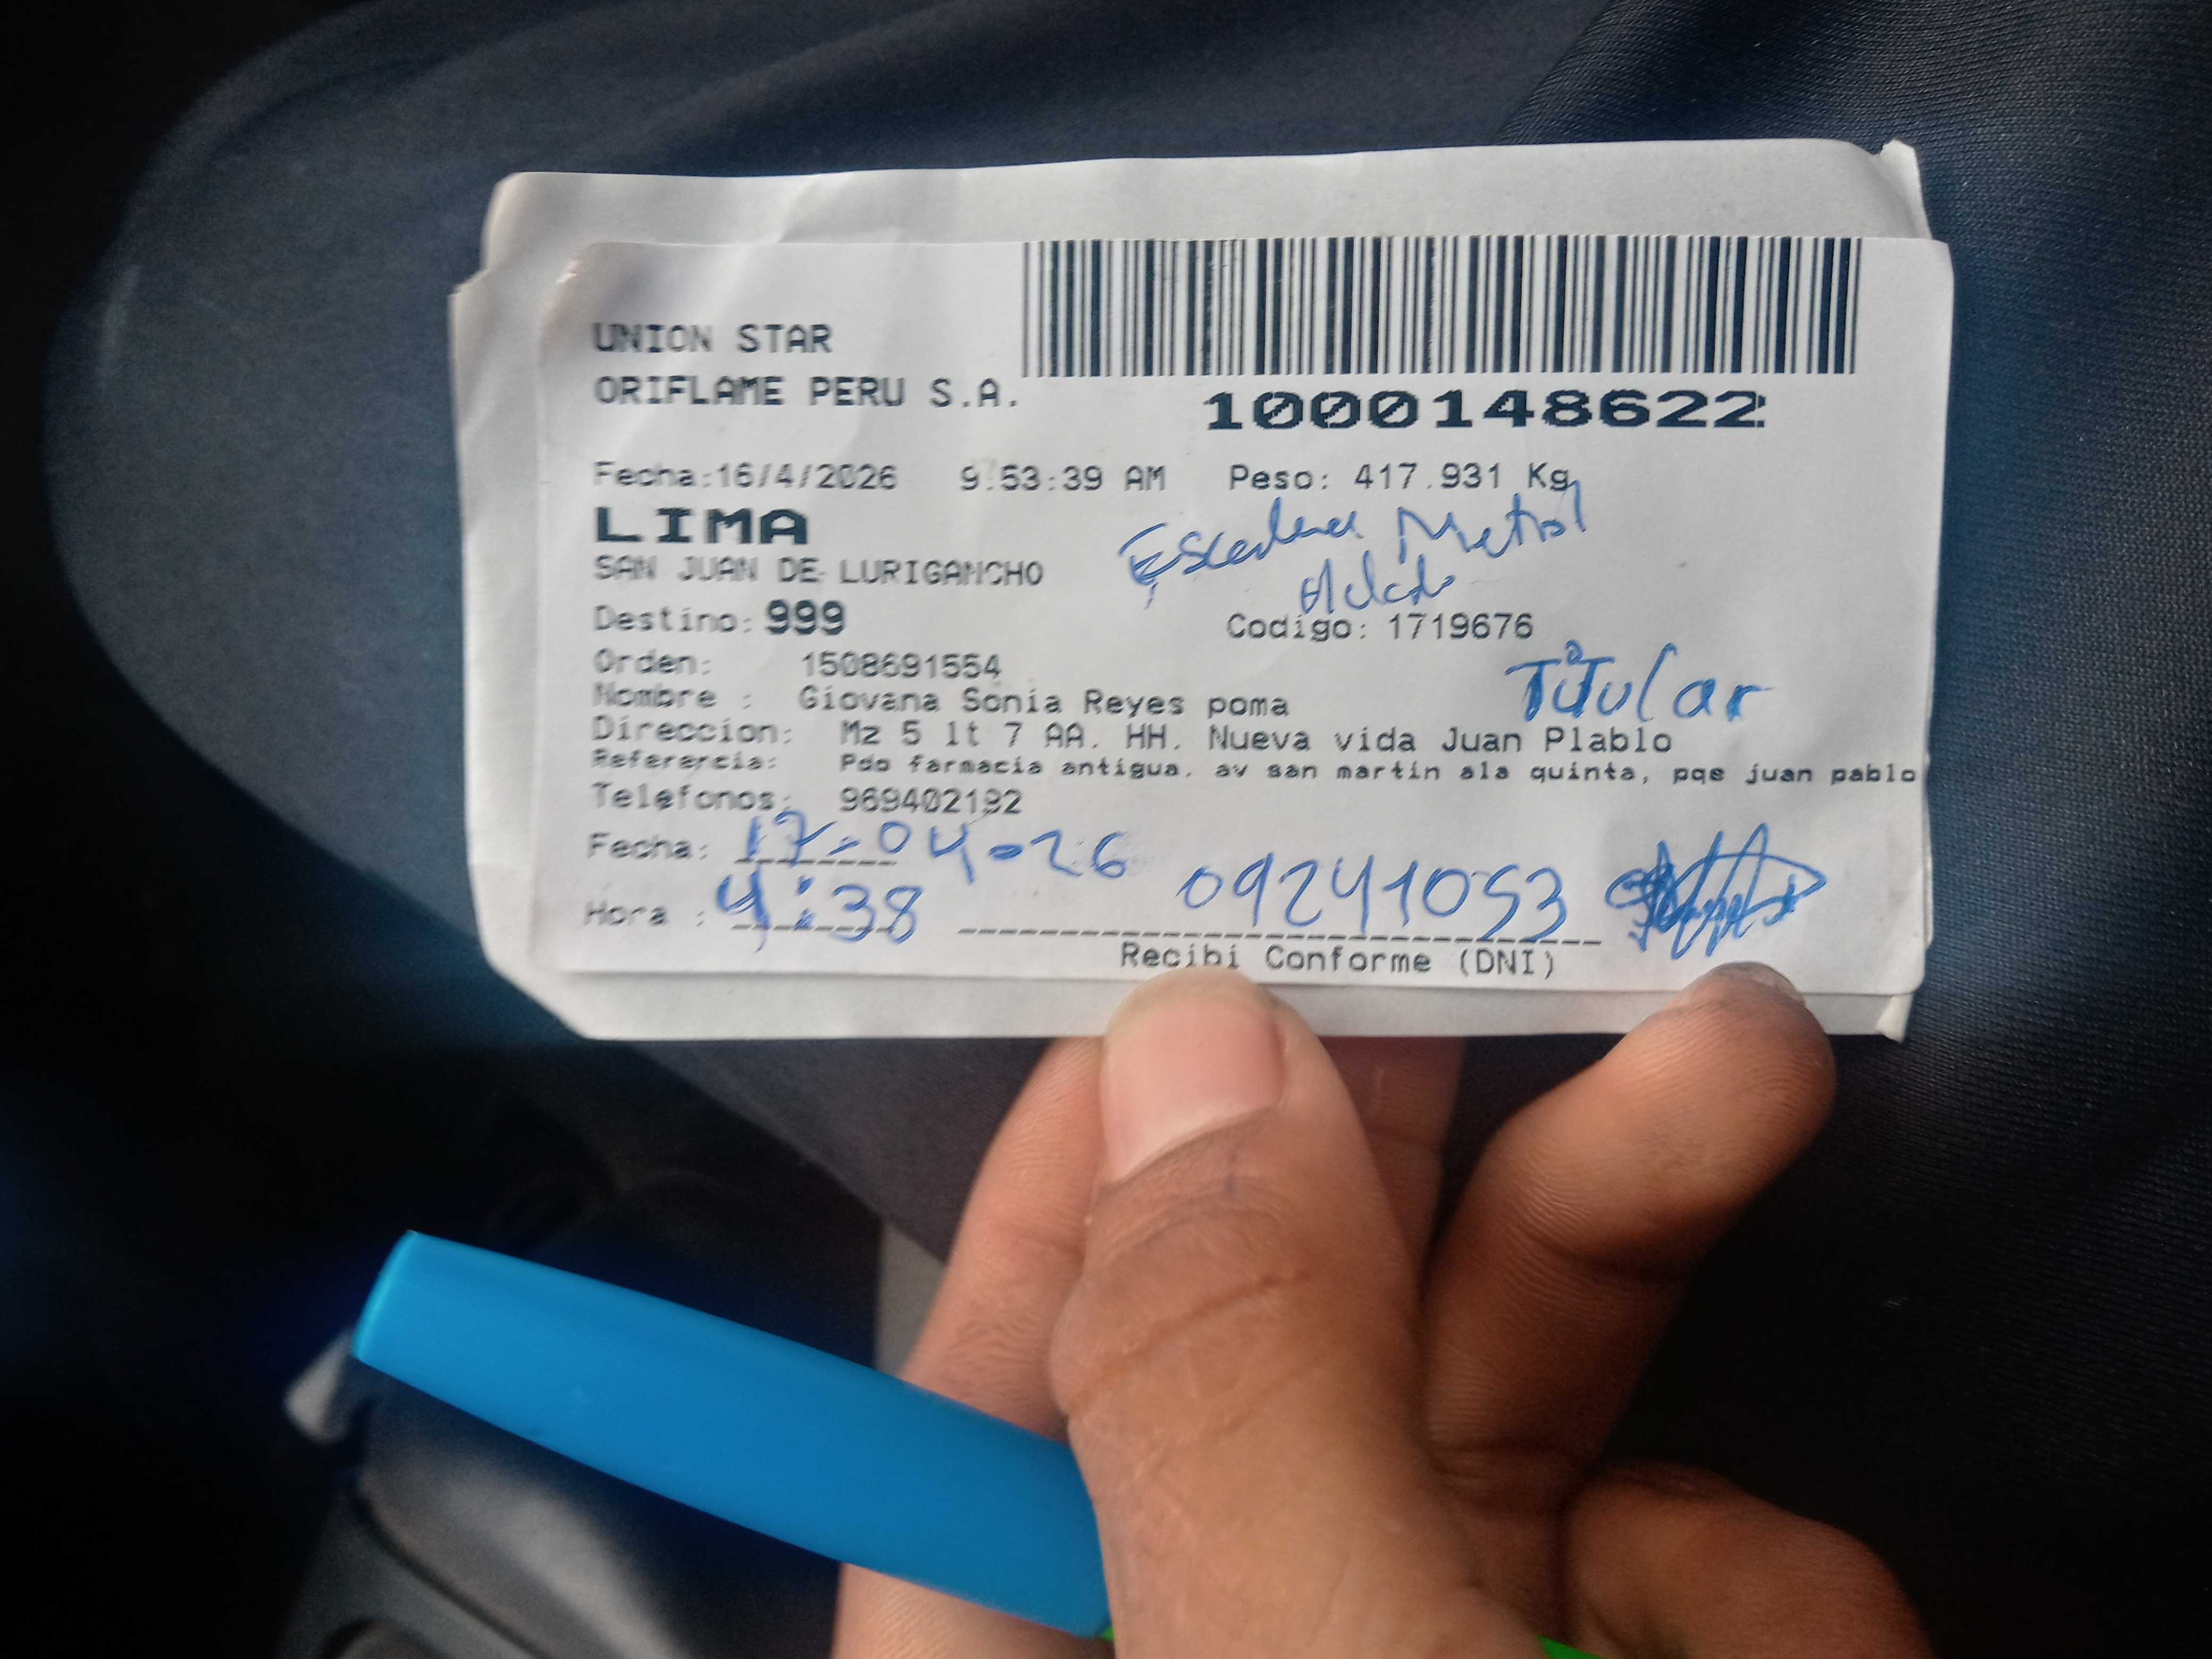 UNION STAR
ORIFLAME PERU S.A.
1000148622
Fecha:16/4/2026 9:53:39 AM Peso: 417.931 Kg
LIMA
SAN JUAN DE LURIGANCHO
Destino: 999 Codigo: 1719676
Orden: 1508691554
Nombre : Giovana Sonia Reyes poma
Titular
Direccion: Mz 5 lt 7 AA. HH. Nueva vida Juan Plablo
Referencia: Pdo farmacia antigua. av san martin ala quinta, pqe juan pablo
Telefonos: 969402192
Fecha: 17-04-26
Hora : 4:38 09241053
Recibi Conforme (DNI)